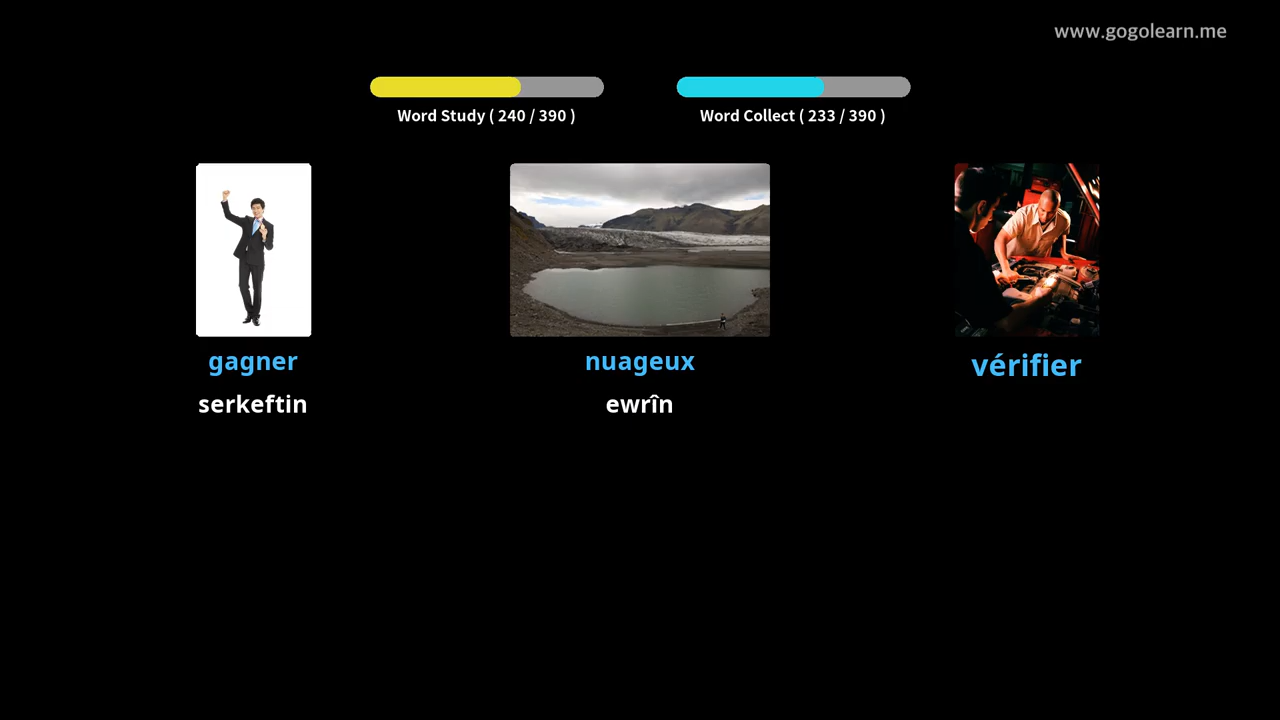 www.gogolearn.me
Word Study ( 240 / 390 )
Word Collect ( 233 / 390 )
gagner
nuageux
vérifier
serkeftin
ewrîn